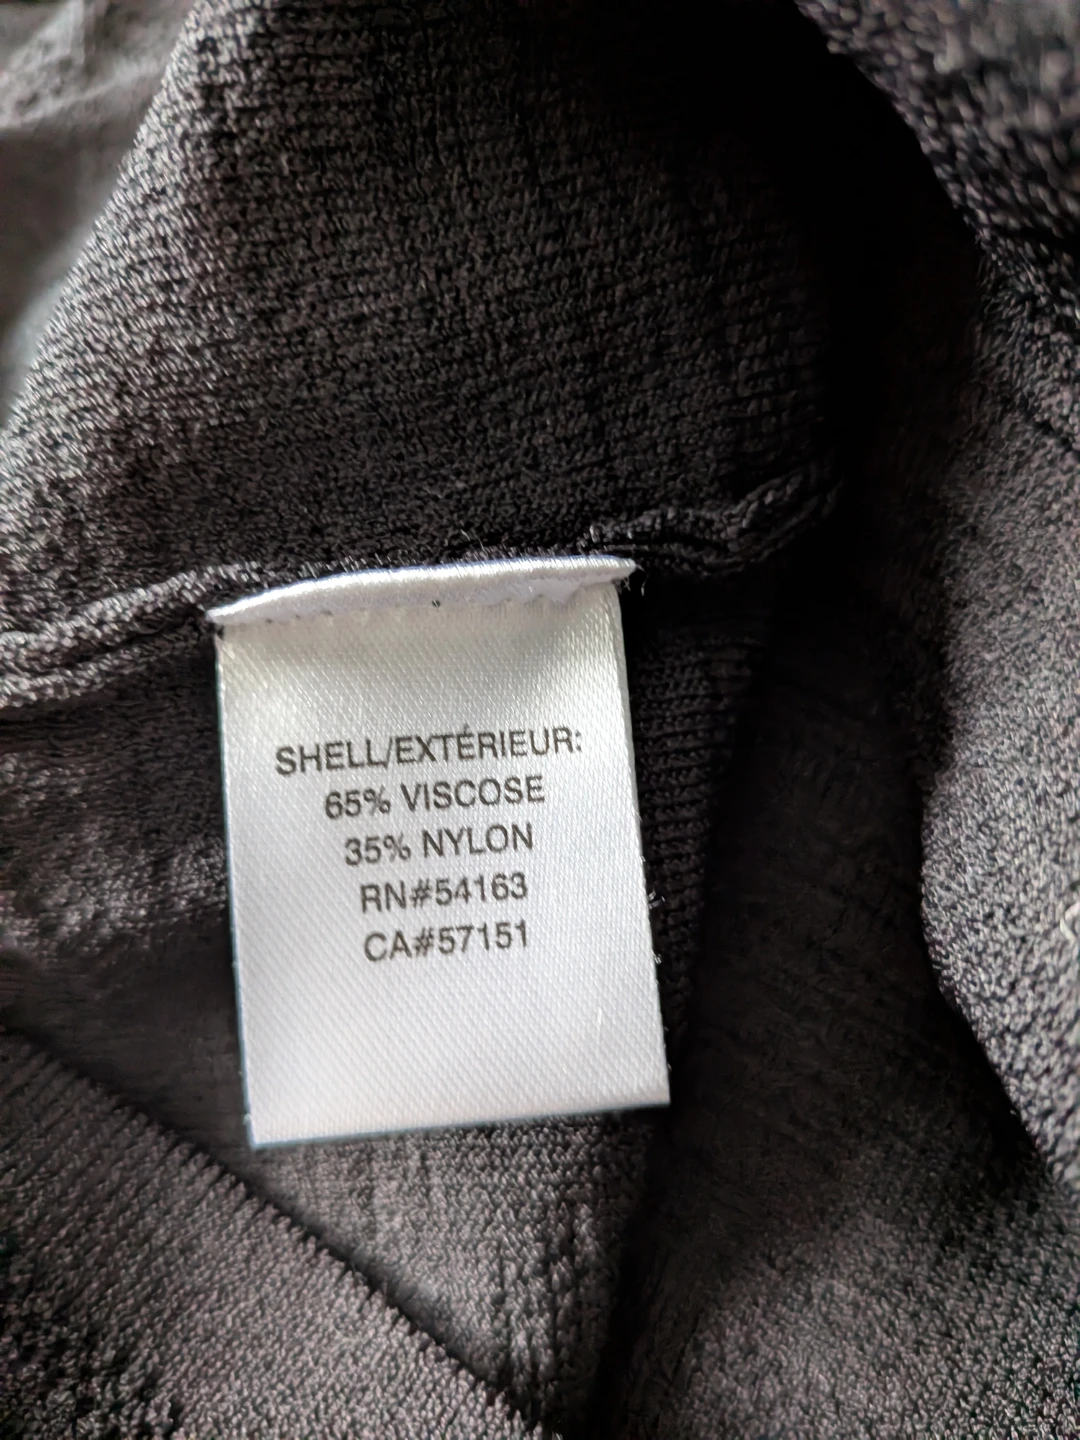 SHELL/EXTÉRIEUR:
65% VISCOSE
35% NYLON
RN#54163
CA#57151